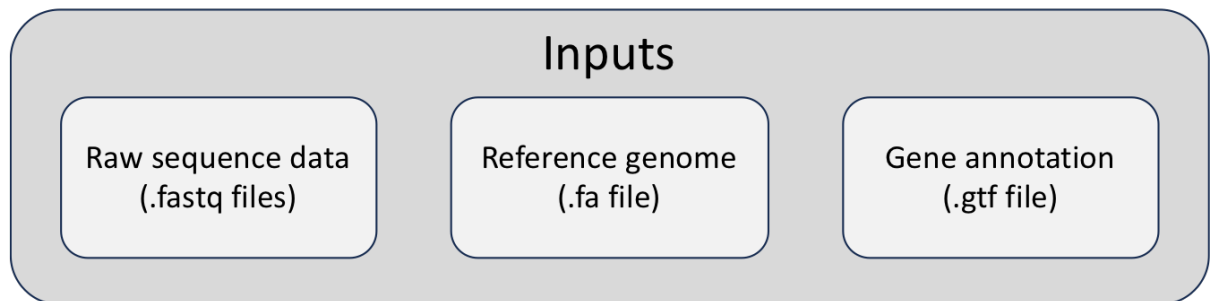 Inputs
Raw sequence data
(.fastq files)
Reference genome
(.fa file)
Gene annotation
(.gtf file)